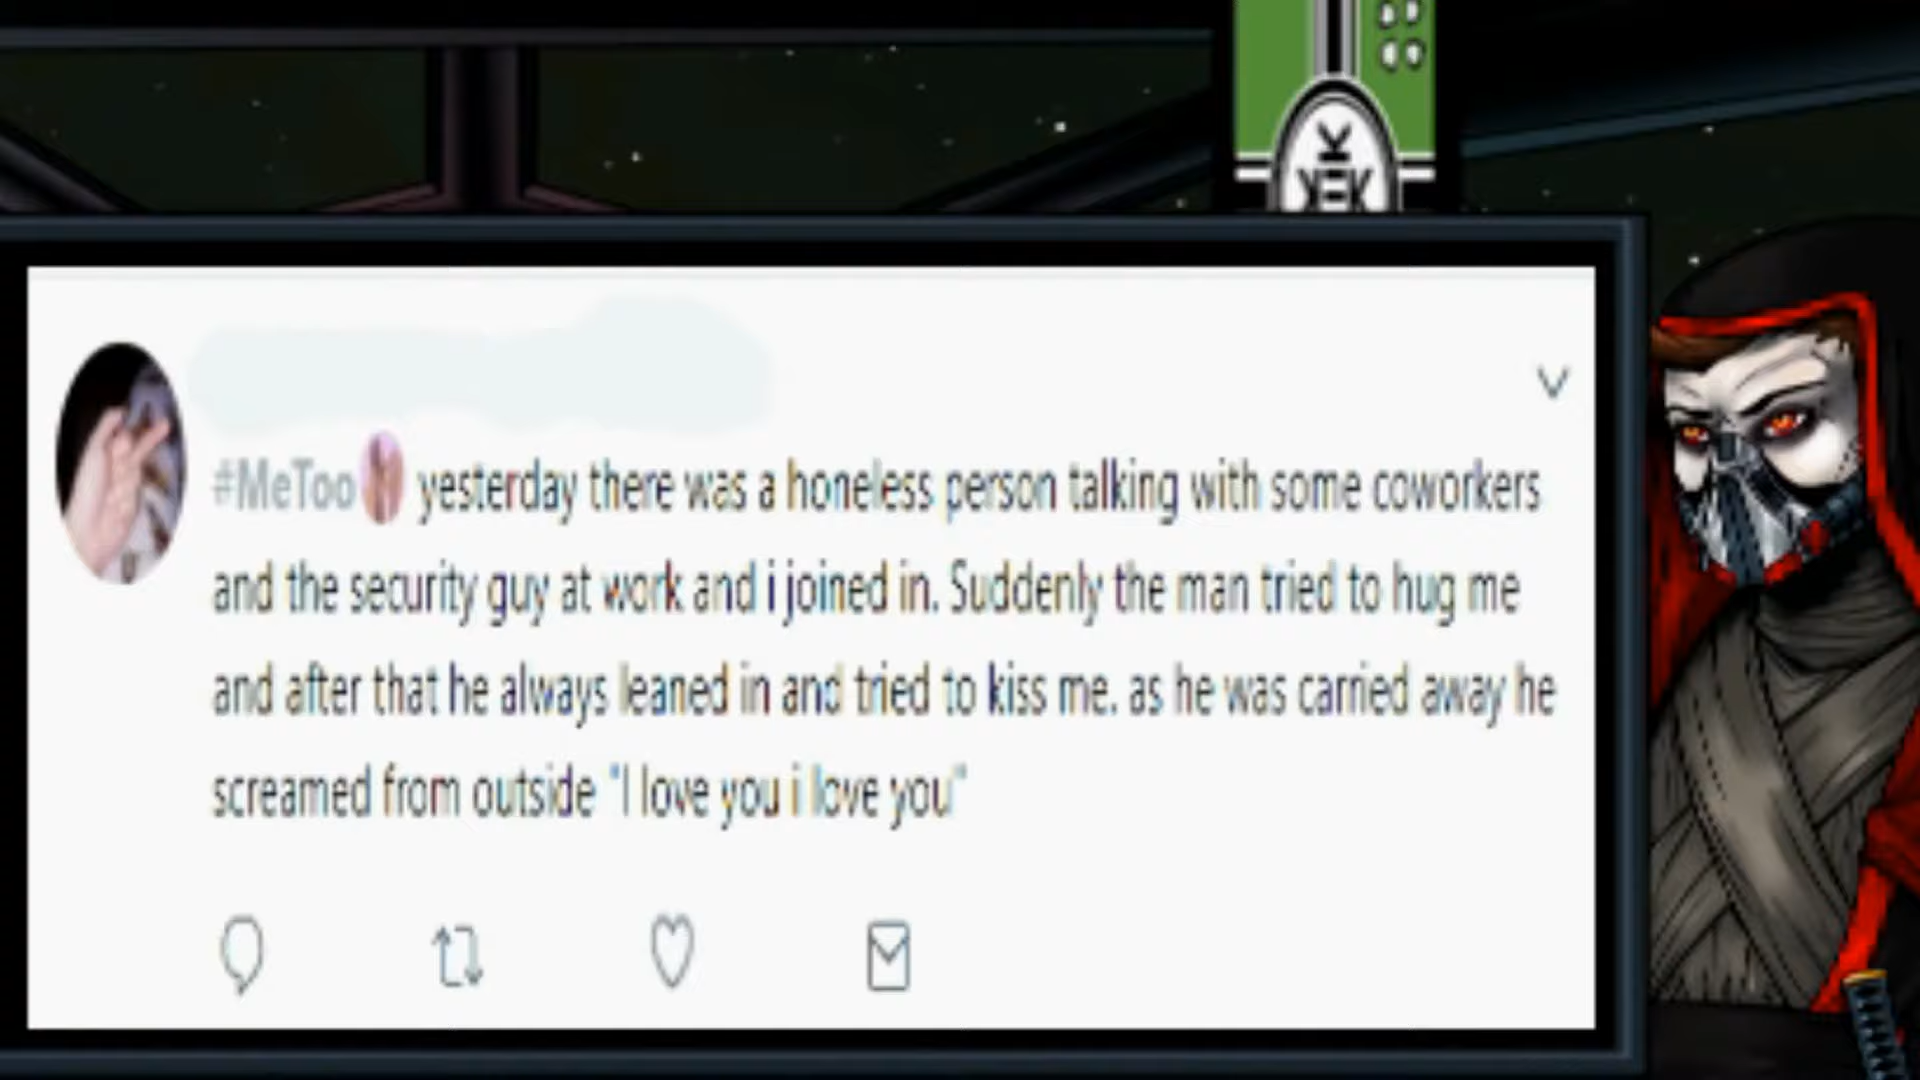 K
KEK
#MeToo yesterday there was a honeless person talking with some coworkers
and the security guy at work and i joined in. Suddenly the man tried to hug me
and after that he always leaned in and tried to kiss me. as he was carried away he
screamed from outside "I love you i love you"